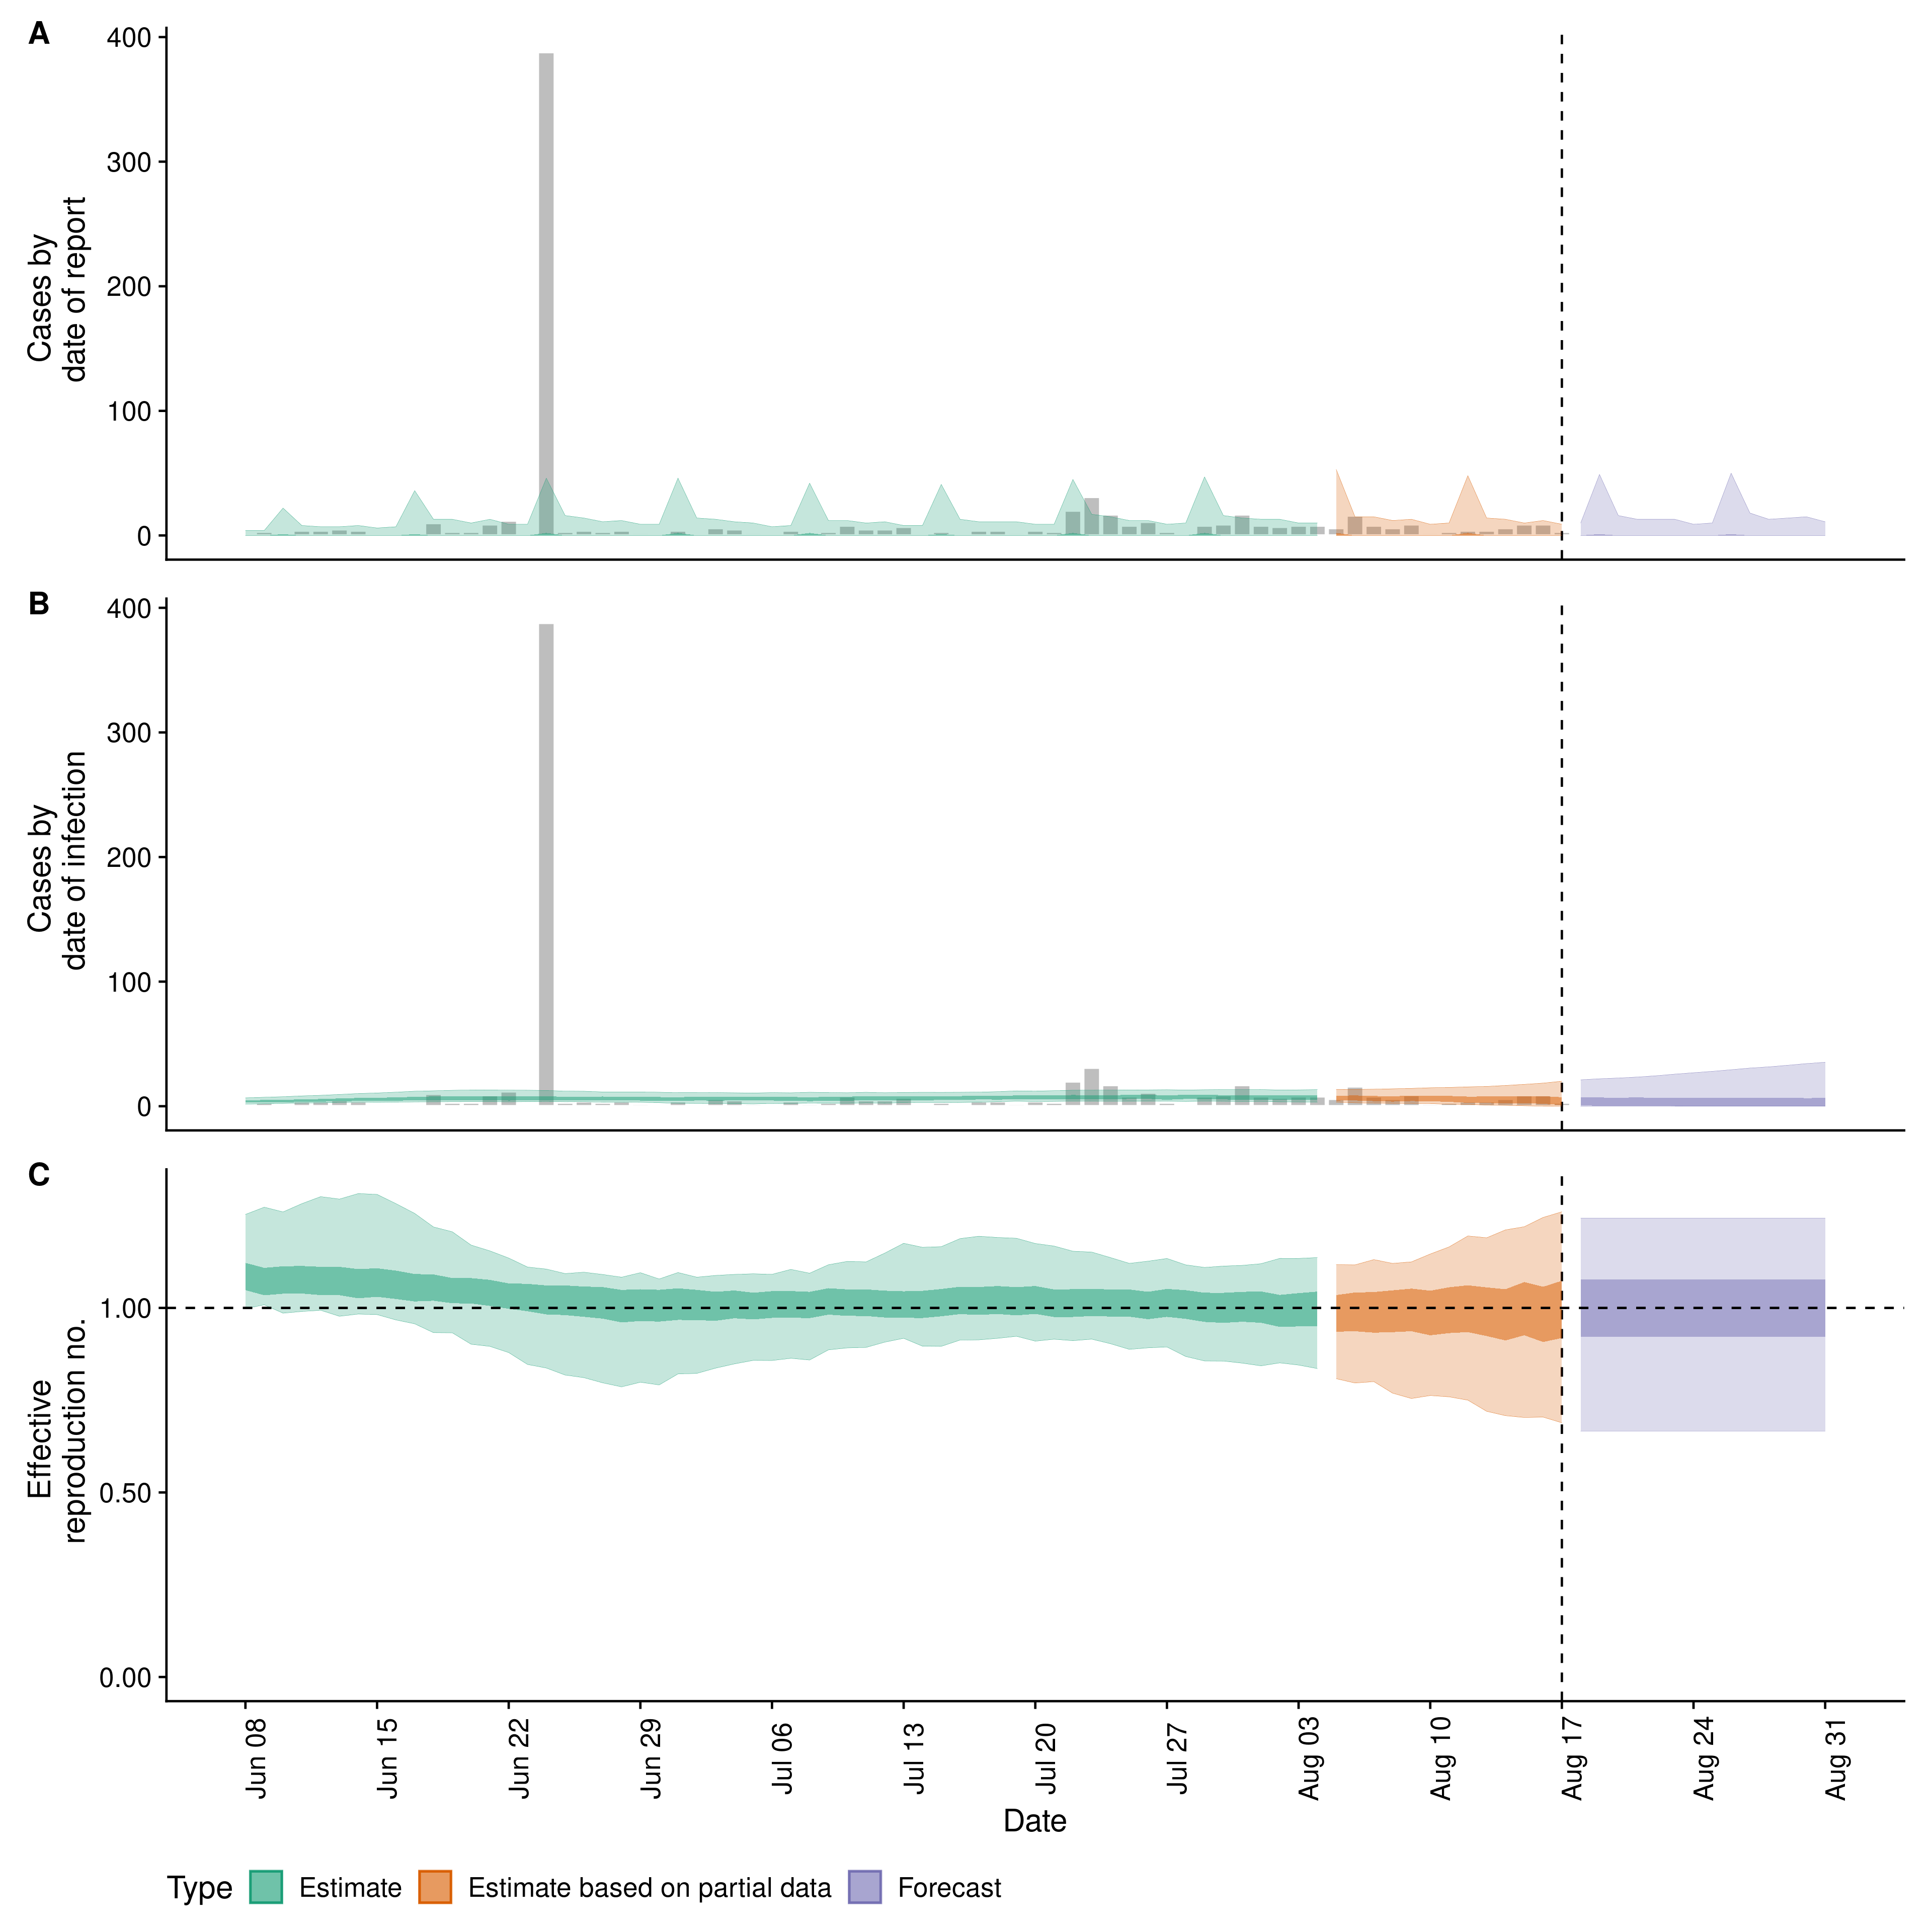 A
400
300
200
100
0
Cases by
date of report
B
400
300
200
100
0
Cases by
date of infection
C
1.00
0.50
0.00
Effective
reproduction no.
Jun 08
Jun 15
Jun 22
Jun 29
Jul 06
Jul 13
Jul 20
Jul 27
Aug 03
Aug 10
Aug 17
Aug 24
Aug 31
Date
Type Estimate Estimate based on partial data Forecast